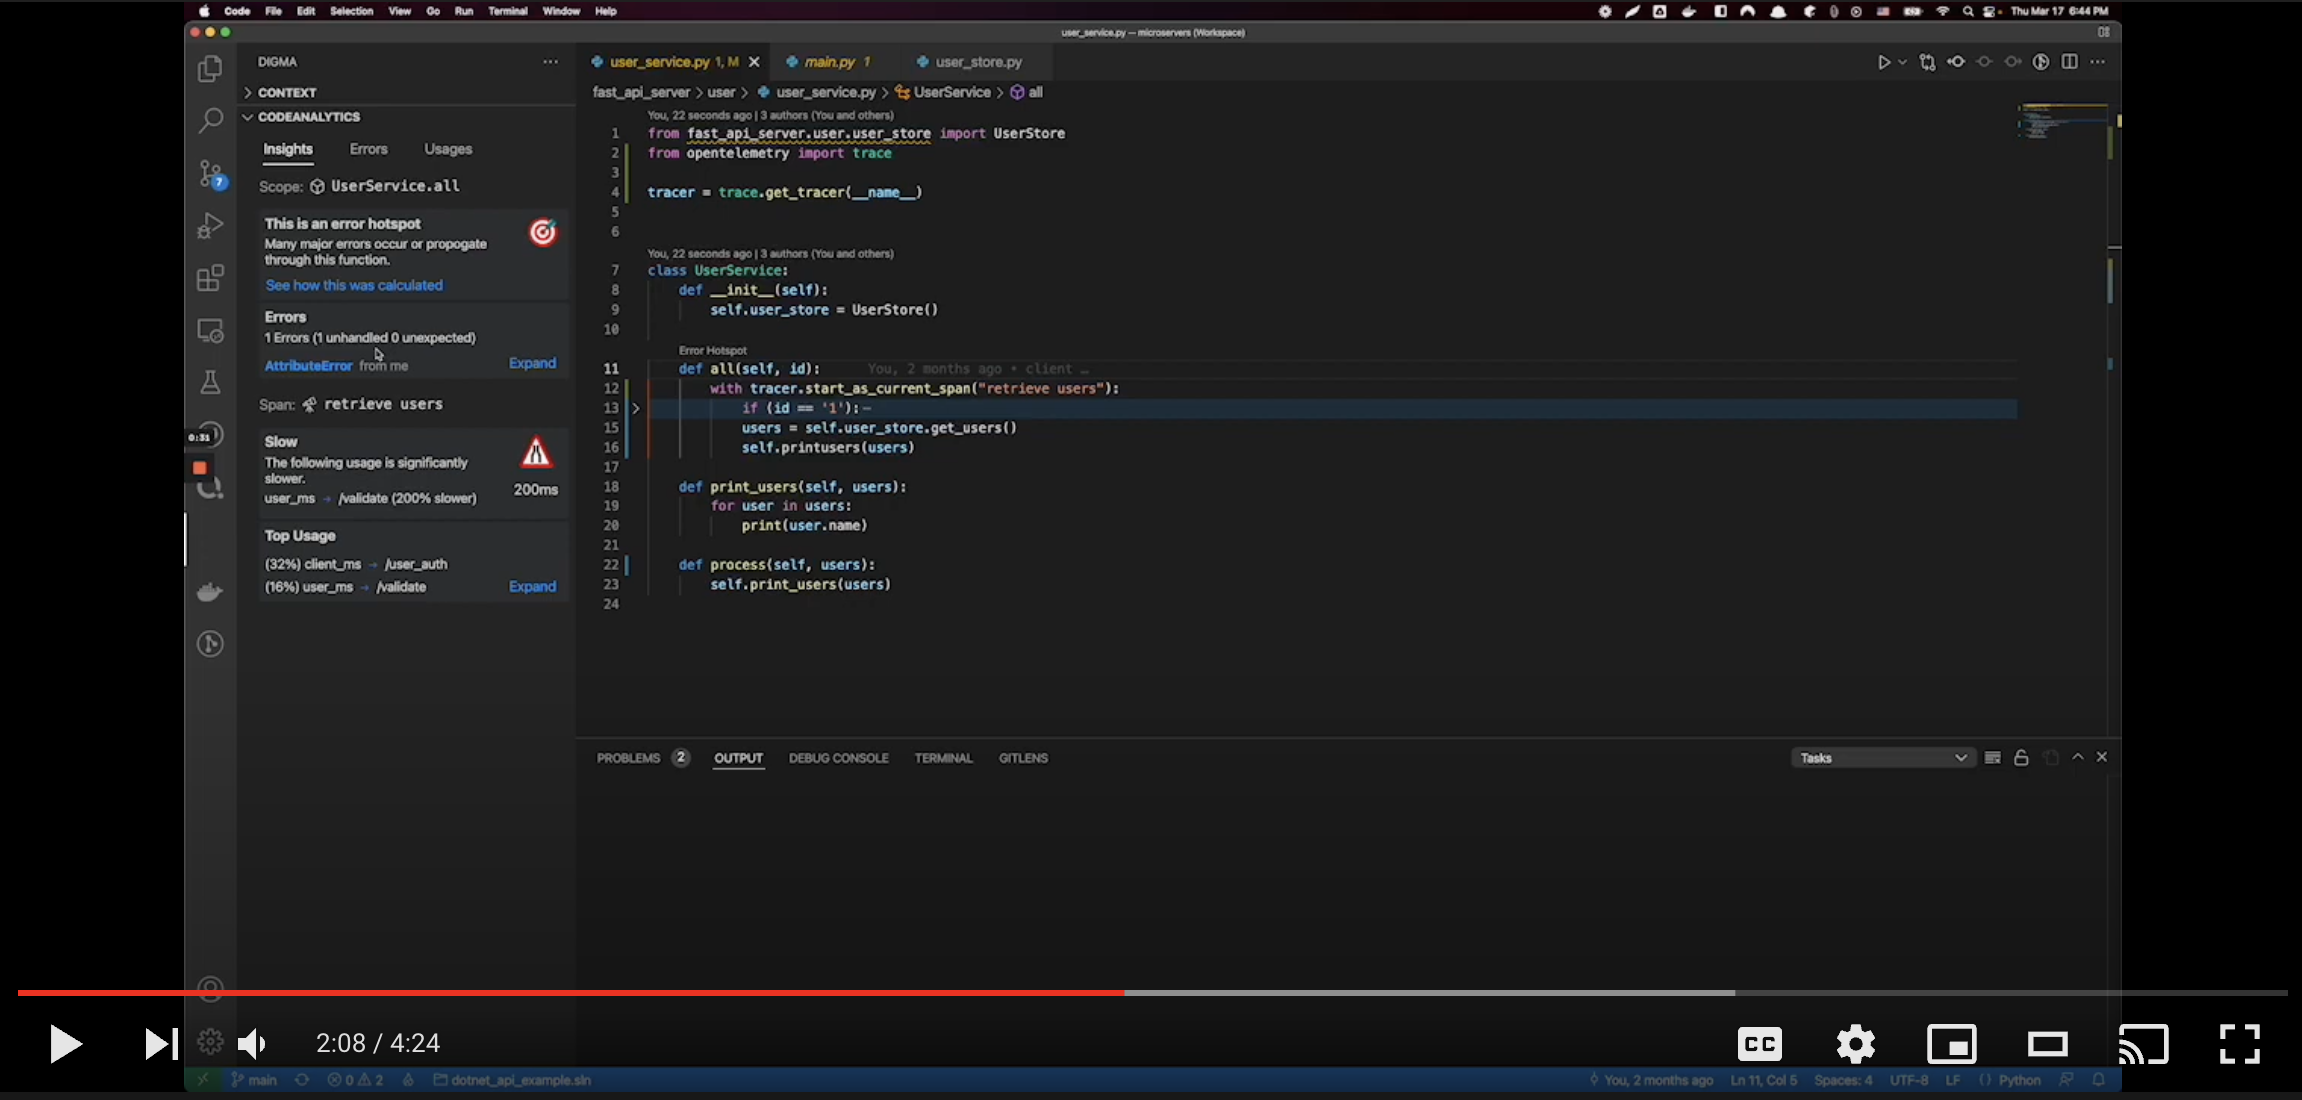 Code File Edit Selection View Go Run Terminal Window Help Thu Mar 17 6:44 PM
user_service.py — microservers (Workspace)
DIGMA
CONTEXT
CODEANALYTICS
Insights Errors Usages
Scope: UserService.all
This is an error hotspot
Many major errors occur or propogate
through this function.
See how this was calculated
Errors
1 Errors (1 unhandled 0 unexpected)
AttributeError from me Expand
Span: retrieve users
Slow
The following usage is significantly
slower.
user_ms → /validate (200% slower)
200ms
Top Usage
(32%) client_ms → /user_auth
(16%) user_ms → /validate Expand
7
0:31
user_service.py 1, M main.py 1 user_store.py
fast_api_server > user > user_service.py > UserService > all
You, 22 seconds ago | 3 authors (You and others)
1 from fast_api_server.user.user_store import UserStore
2 from opentelemetry import trace
3
4 tracer = trace.get_tracer(__name__)
5
6
You, 22 seconds ago | 3 authors (You and others)
7 class UserService:
8 def __init__(self):
9 self.user_store = UserStore()
10
Error Hotspot
11 def all(self, id): You, 2 months ago • client …
12 with tracer.start_as_current_span("retrieve users"):
13 if (id == '1'):
15 users = self.user_store.get_users()
16 self.printusers(users)
17
18 def print_users(self, users):
19 for user in users:
20 print(user.name)
21
22 def process(self, users):
23 self.print_users(users)
24
PROBLEMS 2 OUTPUT DEBUG CONSOLE TERMINAL GITLENS Tasks
2:08 / 4:24 CC
main 0 2 dotnet_api_example.sln You, 2 months ago Ln 11, Col 5 Spaces: 4 UTF-8 LF Python